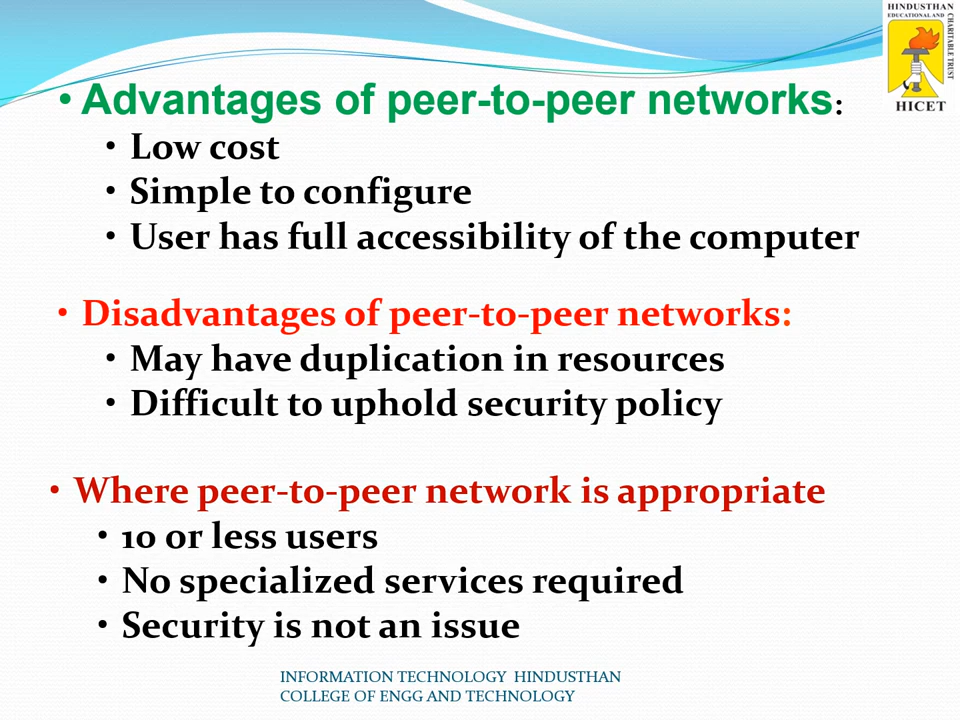 HINDUSTHAN
EDUCATIONAL AND
CHARITABLE TRUST
HICET
• Advantages of peer-to-peer networks:
• Low cost
• Simple to configure
• User has full accessibility of the computer
• Disadvantages of peer-to-peer networks:
• May have duplication in resources
• Difficult to uphold security policy
• Where peer-to-peer network is appropriate
• 10 or less users
• No specialized services required
• Security is not an issue
INFORMATION TECHNOLOGY HINDUSTHAN
COLLEGE OF ENGG AND TECHNOLOGY